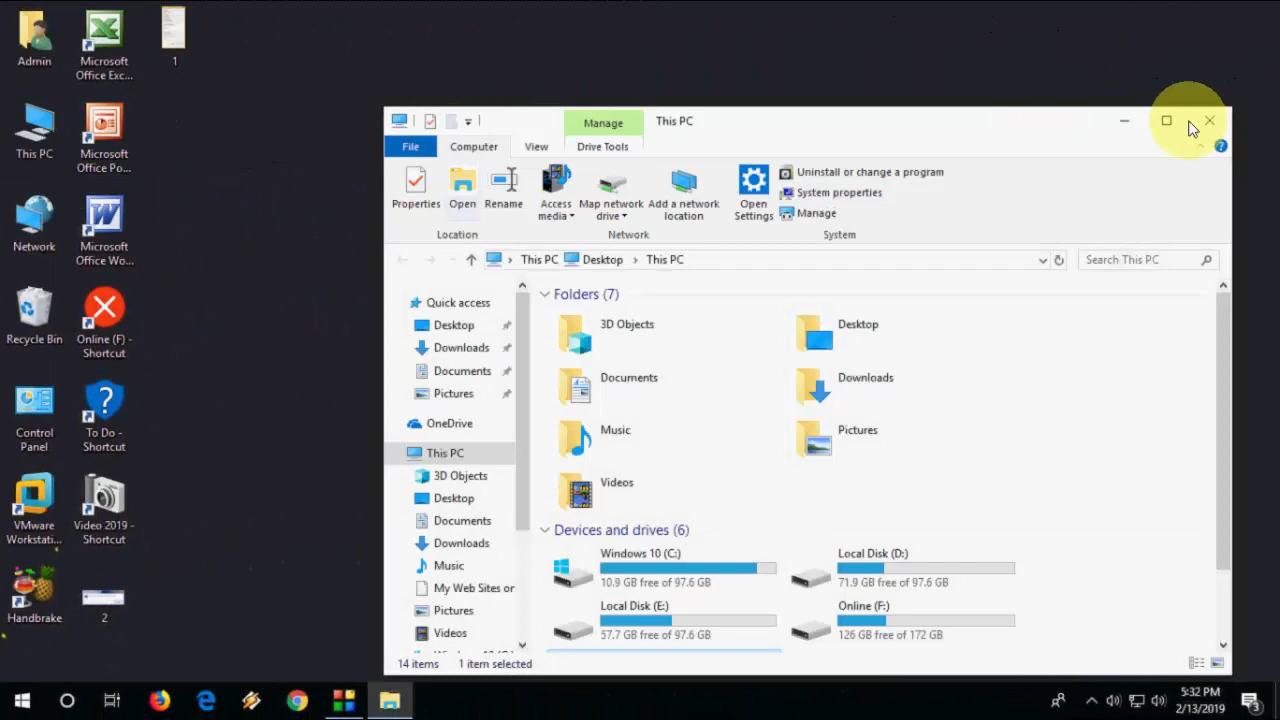 Admin
Microsoft
Office Exc...
1
This PC
Microsoft
Office Po...
Network
Microsoft
Office Wo...
Recycle Bin
Online (F) -
Shortcut
Control
Panel
To Do -
Shortcut
VMware
Workstati...
Video 2019 -
Shortcut
Handbrake
2
Manage
This PC
File
Computer
View
Drive Tools
Properties
Open
Rename
Access
media
Map network
drive
Add a network
location
Open
Settings
Uninstall or change a program
System properties
Manage
Location
Network
System
This PC
Desktop
This PC
Search This PC
Quick access
Desktop
Downloads
Documents
Pictures
OneDrive
This PC
3D Objects
Desktop
Documents
Downloads
Music
My Web Sites or
Pictures
Videos
Folders (7)
3D Objects
Desktop
Documents
Downloads
Music
Pictures
Videos
Devices and drives (6)
Windows 10 (C:)
10.9 GB free of 97.6 GB
Local Disk (D:)
71.9 GB free of 97.6 GB
Local Disk (E:)
57.7 GB free of 97.6 GB
Online (F:)
126 GB free of 172 GB
14 items
1 item selected
5:32 PM
2/13/2019
3